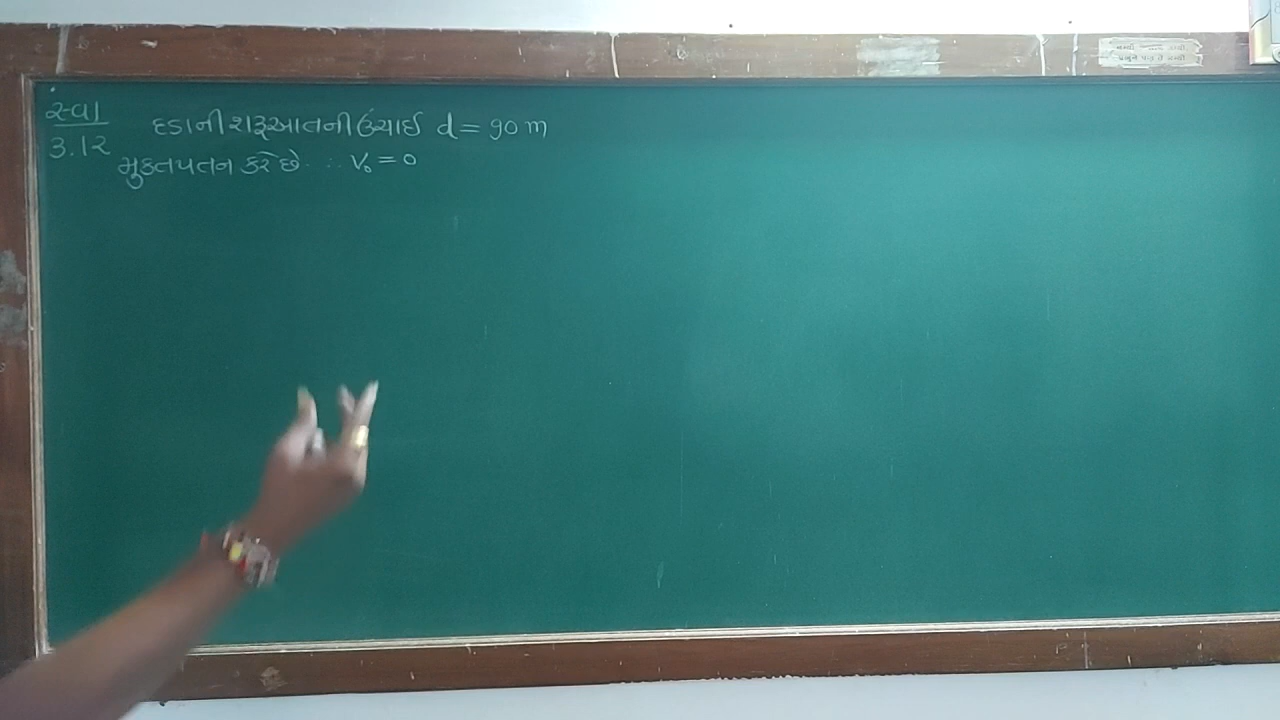 સ્વા
3.12
દડાની શરૂઆતની ઉંચાઈ d = 90 m
મુક્તપતન કરે છે. ∴ V₀ = 0